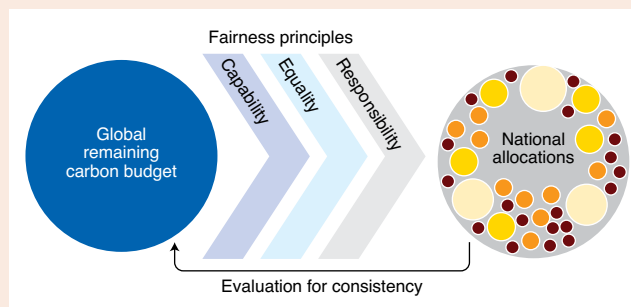 Fairness principles
Capability
Equality
Responsibility
Global
remaining
carbon budget
National
allocations
Evaluation for consistency